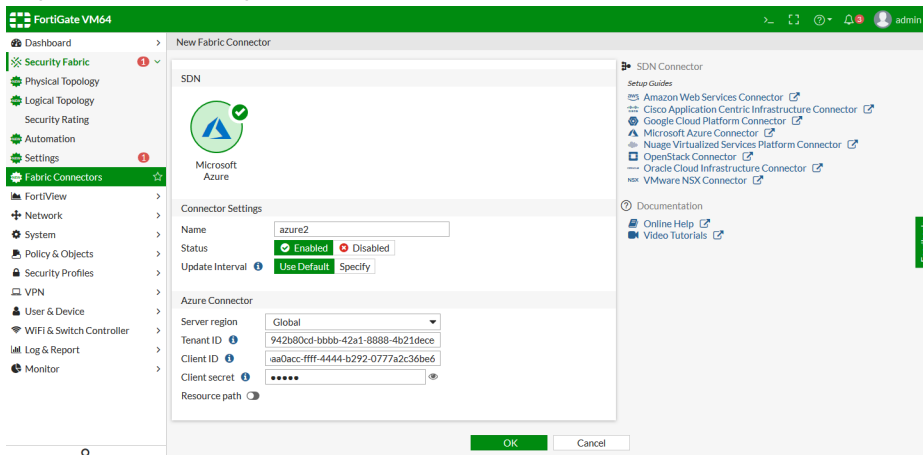 FortiGate VM64
>_
3
admin
Dashboard
Security Fabric 1
Physical Topology
Logical Topology
Security Rating
Automation
Settings 1
Fabric Connectors
FortiView
Network
System
Policy & Objects
Security Profiles
VPN
User & Device
WiFi & Switch Controller
Log & Report
Monitor
New Fabric Connector
SDN
Microsoft
Azure
Connector Settings
Name azure2
Status Enabled Disabled
Update Interval Use Default Specify
Azure Connector
Server region Global
Tenant ID 942b80cd-bbbb-42a1-8888-4b21dece
Client ID aa0acc-ffff-4444-b292-0777a2c36be6
Client secret •••••
Resource path
OK Cancel
SDN Connector
Setup Guides
aws Amazon Web Services Connector
Cisco Application Centric Infrastructure Connector
Google Cloud Platform Connector
Microsoft Azure Connector
Nuage Virtualized Services Platform Connector
OpenStack Connector
Oracle Cloud Infrastructure Connector
NSX VMware NSX Connector
Documentation
Online Help
Video Tutorials